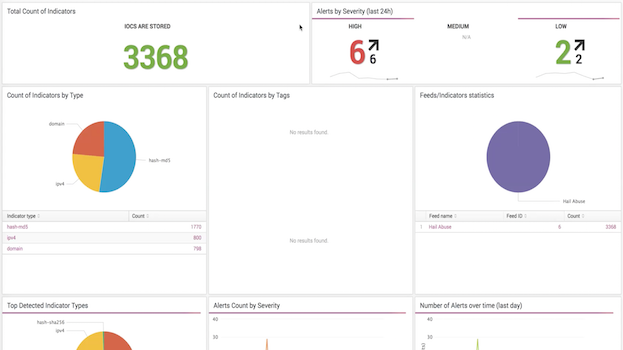 Total Count of Indicators
IOCS ARE STORED
3368
Alerts by Severity (last 24h)
HIGH
MEDIUM
LOW
6
6
N/A
2
2
Count of Indicators by Type
domain
hash-md5
ipv4
Indicator type
Count
hash-md5 1770
ipv4 800
domain 798
Count of Indicators by Tags
No results found
No results found
Feeds/Indicators statistics
Hail Abuse
Feed name
Feed ID
Count
1 Hail Abuse 6 3368
Top Detected Indicator Types
hash-sha256
ipv4
Alerts Count by Severity
40
30
Number of Alerts over time (last day)
40
30